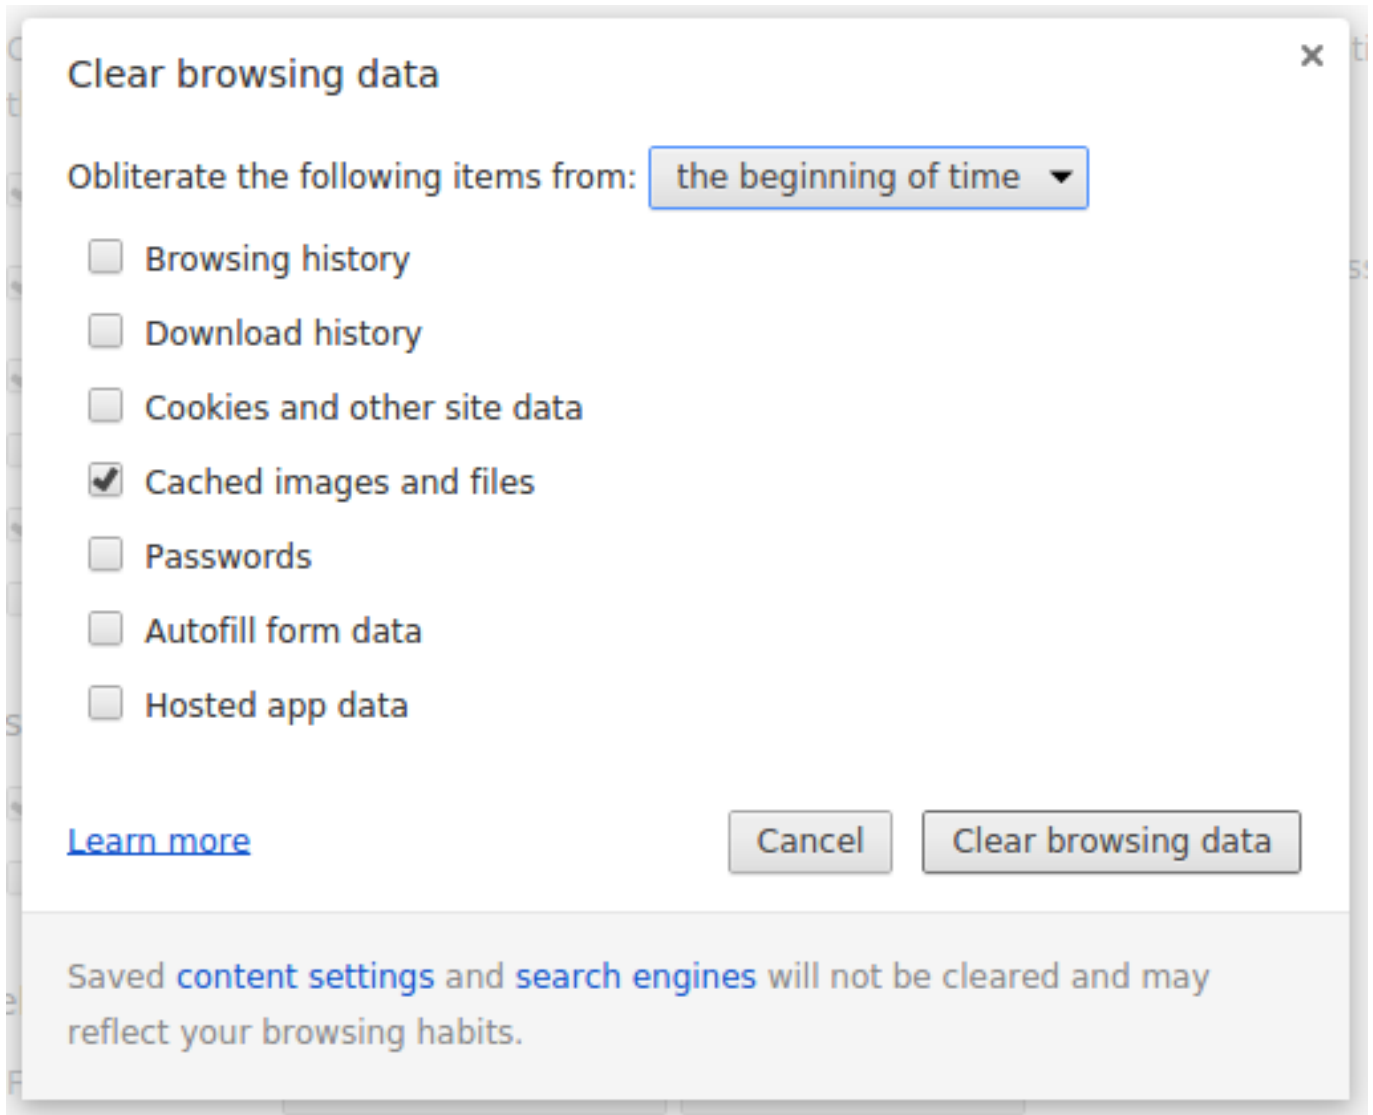 Clear browsing data
Obliterate the following items from: the beginning of time
Browsing history
Download history
Cookies and other site data
Cached images and files
Passwords
Autofill form data
Hosted app data
Learn more Cancel Clear browsing data
Saved content settings and search engines will not be cleared and may
reflect your browsing habits.